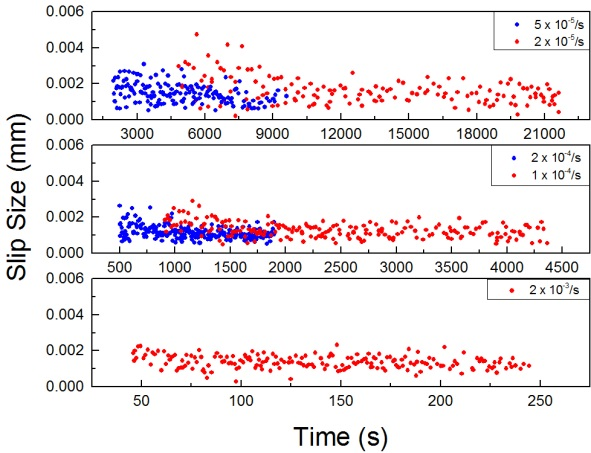 0.006
5 x 10⁻⁵/s
2 x 10⁻⁵/s
0.004
0.002
0.000
3000 6000 9000 12000 15000 18000 21000
0.006
2 x 10⁻⁴/s
1 x 10⁻⁴/s
0.004
0.002
0.000
500 1000 1500 2000 2500 3000 3500 4000 4500
0.006
2 x 10⁻³/s
0.004
0.002
0.000
50 100 150 200 250
Slip Size (mm)
Time (s)